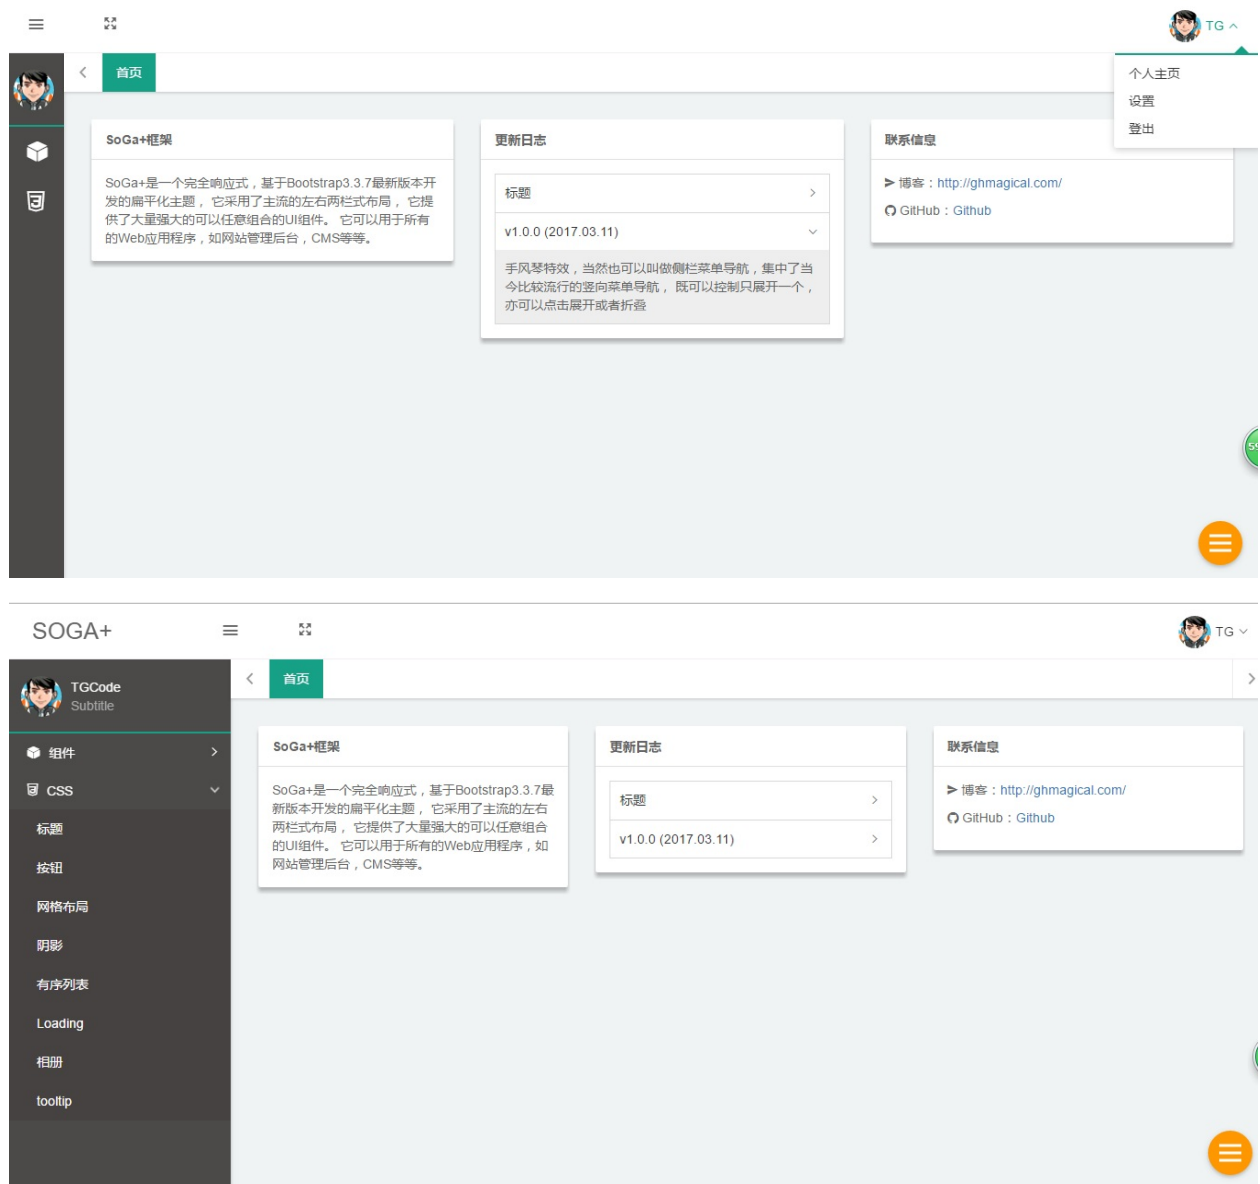 TG
首页
个人主页
设置
登出
SoGa+框架
SoGa+是一个完全响应式，基于Bootstrap3.3.7最新版本开
发的扁平化主题， 它采用了主流的左右两栏式布局， 它提
供了大量强大的可以任意组合的UI组件。 它可以用于所有
的Web应用程序，如网站管理后台，CMS等等。
更新日志
标题
v1.0.0 (2017.03.11)
手风琴特效，当然也可以叫做侧栏菜单导航，集中了当
今比较流行的竖向菜单导航， 既可以控制只展开一个，
亦可以点击展开或者折叠
联系信息
博客：http://ghmagical.com/
GitHub：Github
SOGA+
TG
TGCode
Subtitle
首页
组件
CSS
标题
按钮
网格布局
阴影
有序列表
Loading
相册
tooltip
SoGa+框架
SoGa+是一个完全响应式，基于Bootstrap3.3.7最
新版本开发的扁平化主题， 它采用了主流的左右
两栏式布局， 它提供了大量强大的可以任意组合
的UI组件。 它可以用于所有的Web应用程序，如
网站管理后台，CMS等等。
更新日志
标题
v1.0.0 (2017.03.11)
联系信息
博客：http://ghmagical.com/
GitHub：Github